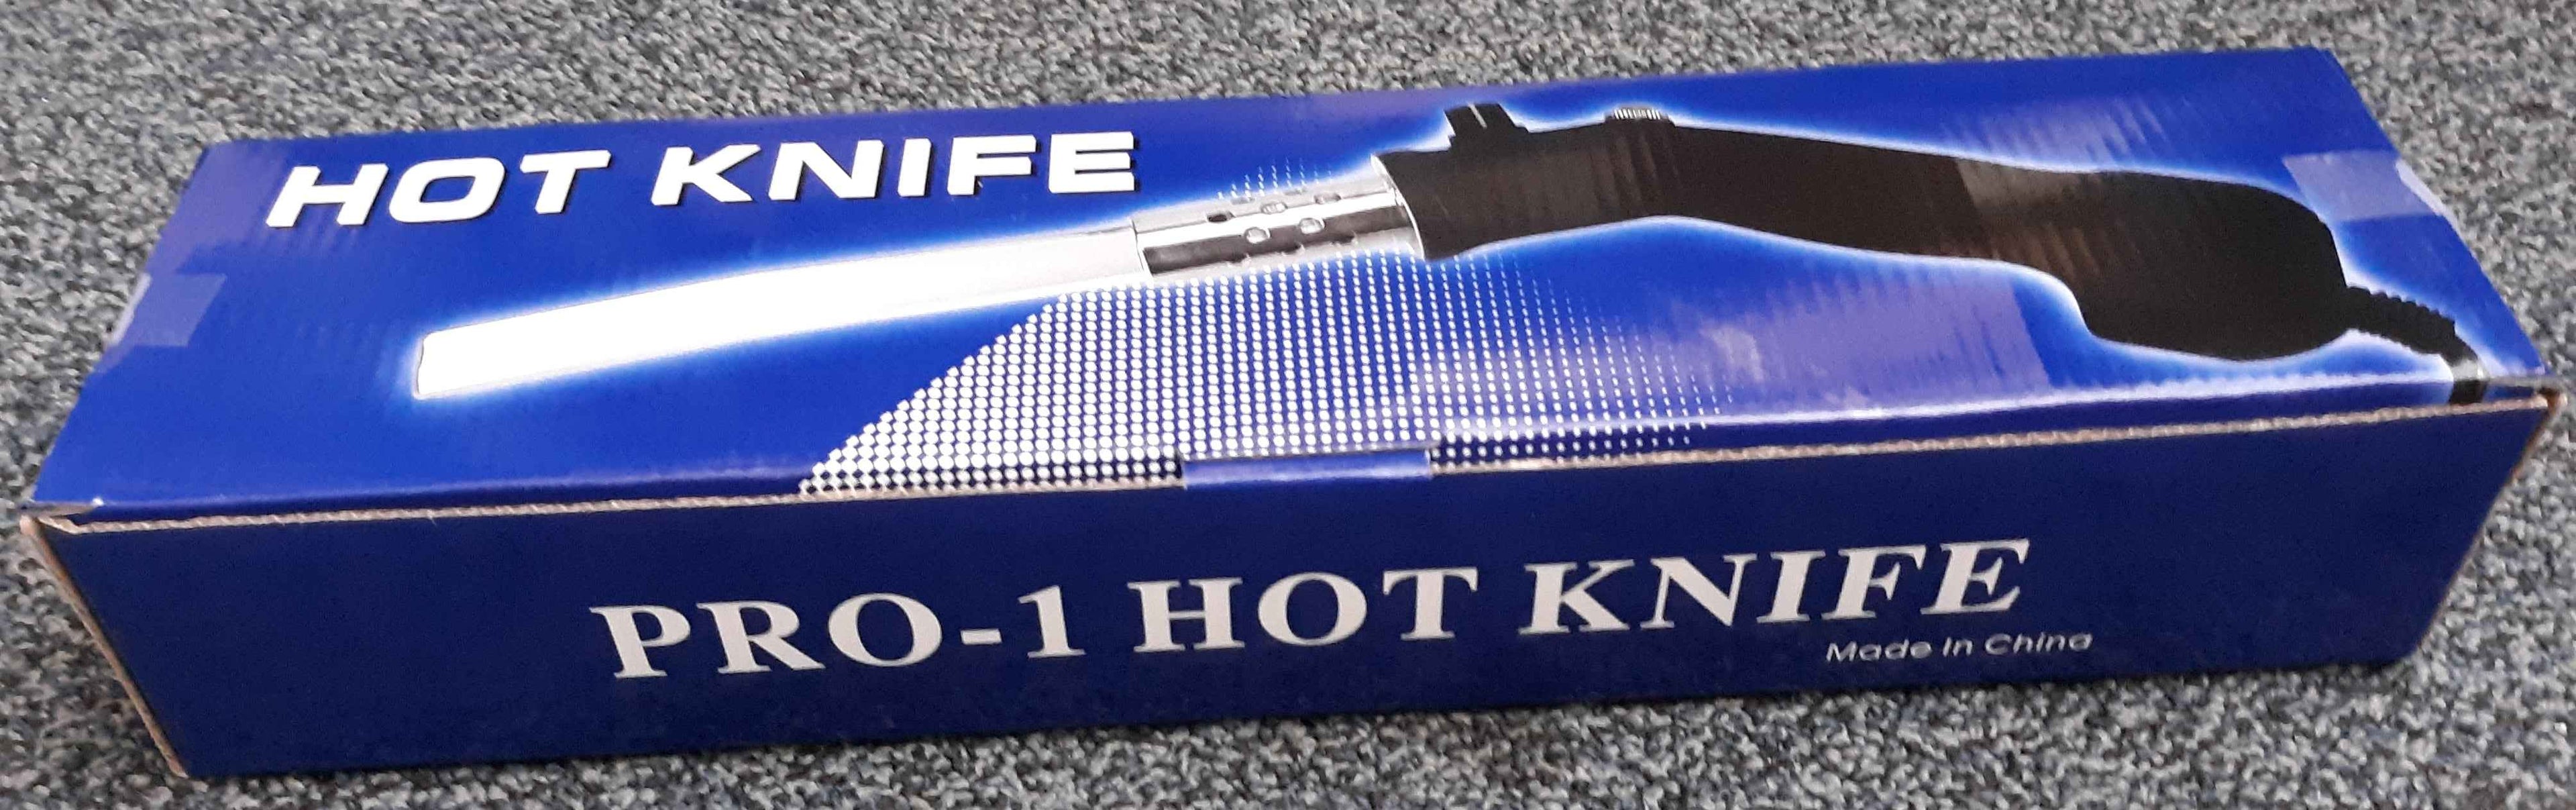 HOT KNIFE
PRO-1 HOT KNIFE
Made In China